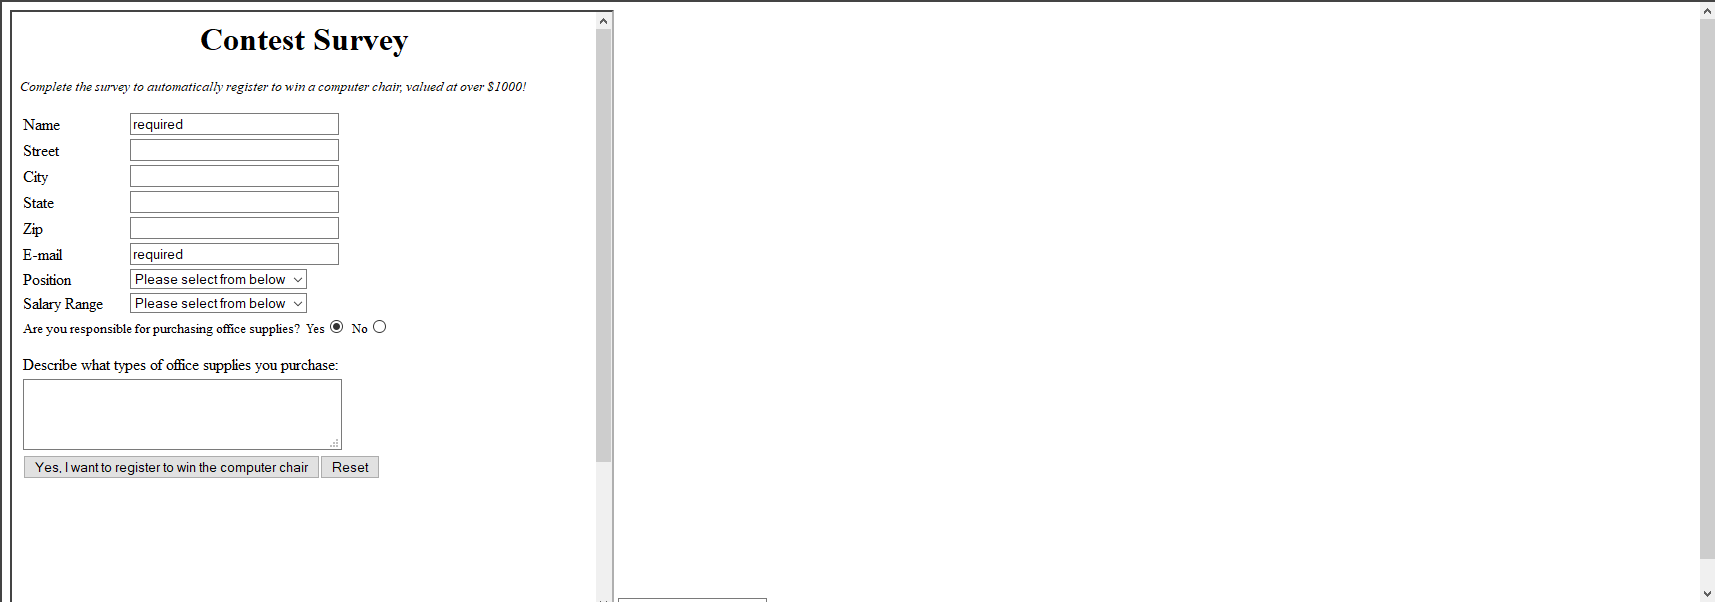 Contest Survey
Complete the survey to automatically register to win a computer chair, valued at over $1000!
Name required
Street
City
State
Zip
E-mail required
Position Please select from below
Salary Range Please select from below
Are you responsible for purchasing office supplies? Yes No
Describe what types of office supplies you purchase:
Yes, I want to register to win the computer chair Reset